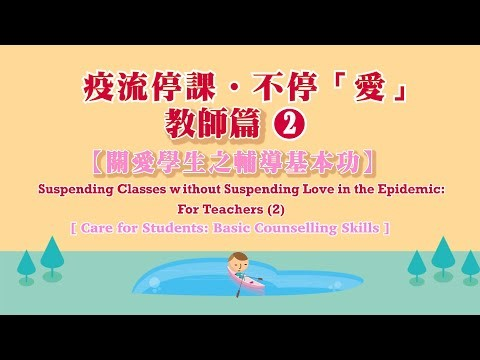 疫流停課·不停「愛」
教師篇 ❷
【關愛學生之輔導基本功】
Suspending Classes without Suspending Love in the Epidemic:
For Teachers (2)
[ Care for Students: Basic Counselling Skills ]